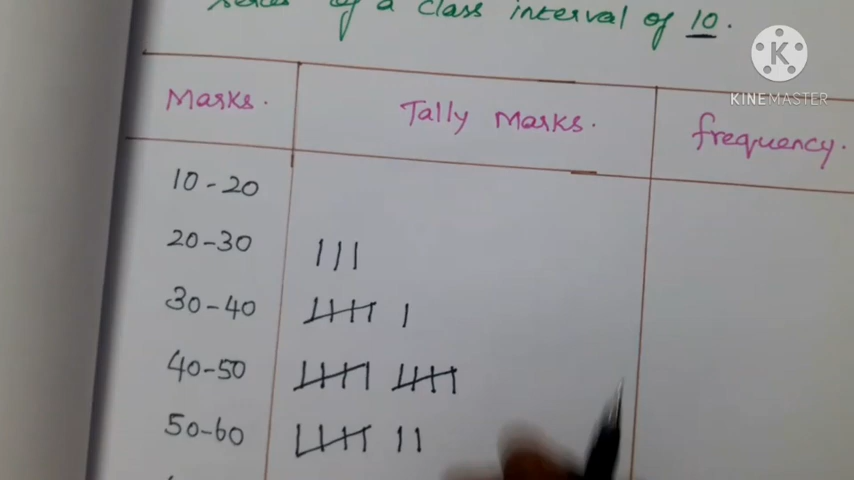 series of a class interval of 10.
Marks. Tally Marks. frequency.
10-20
20-30 |||
30-40 |||| |
40-50 |||| ||||
50-60 |||| ||
K
KINEMASTER